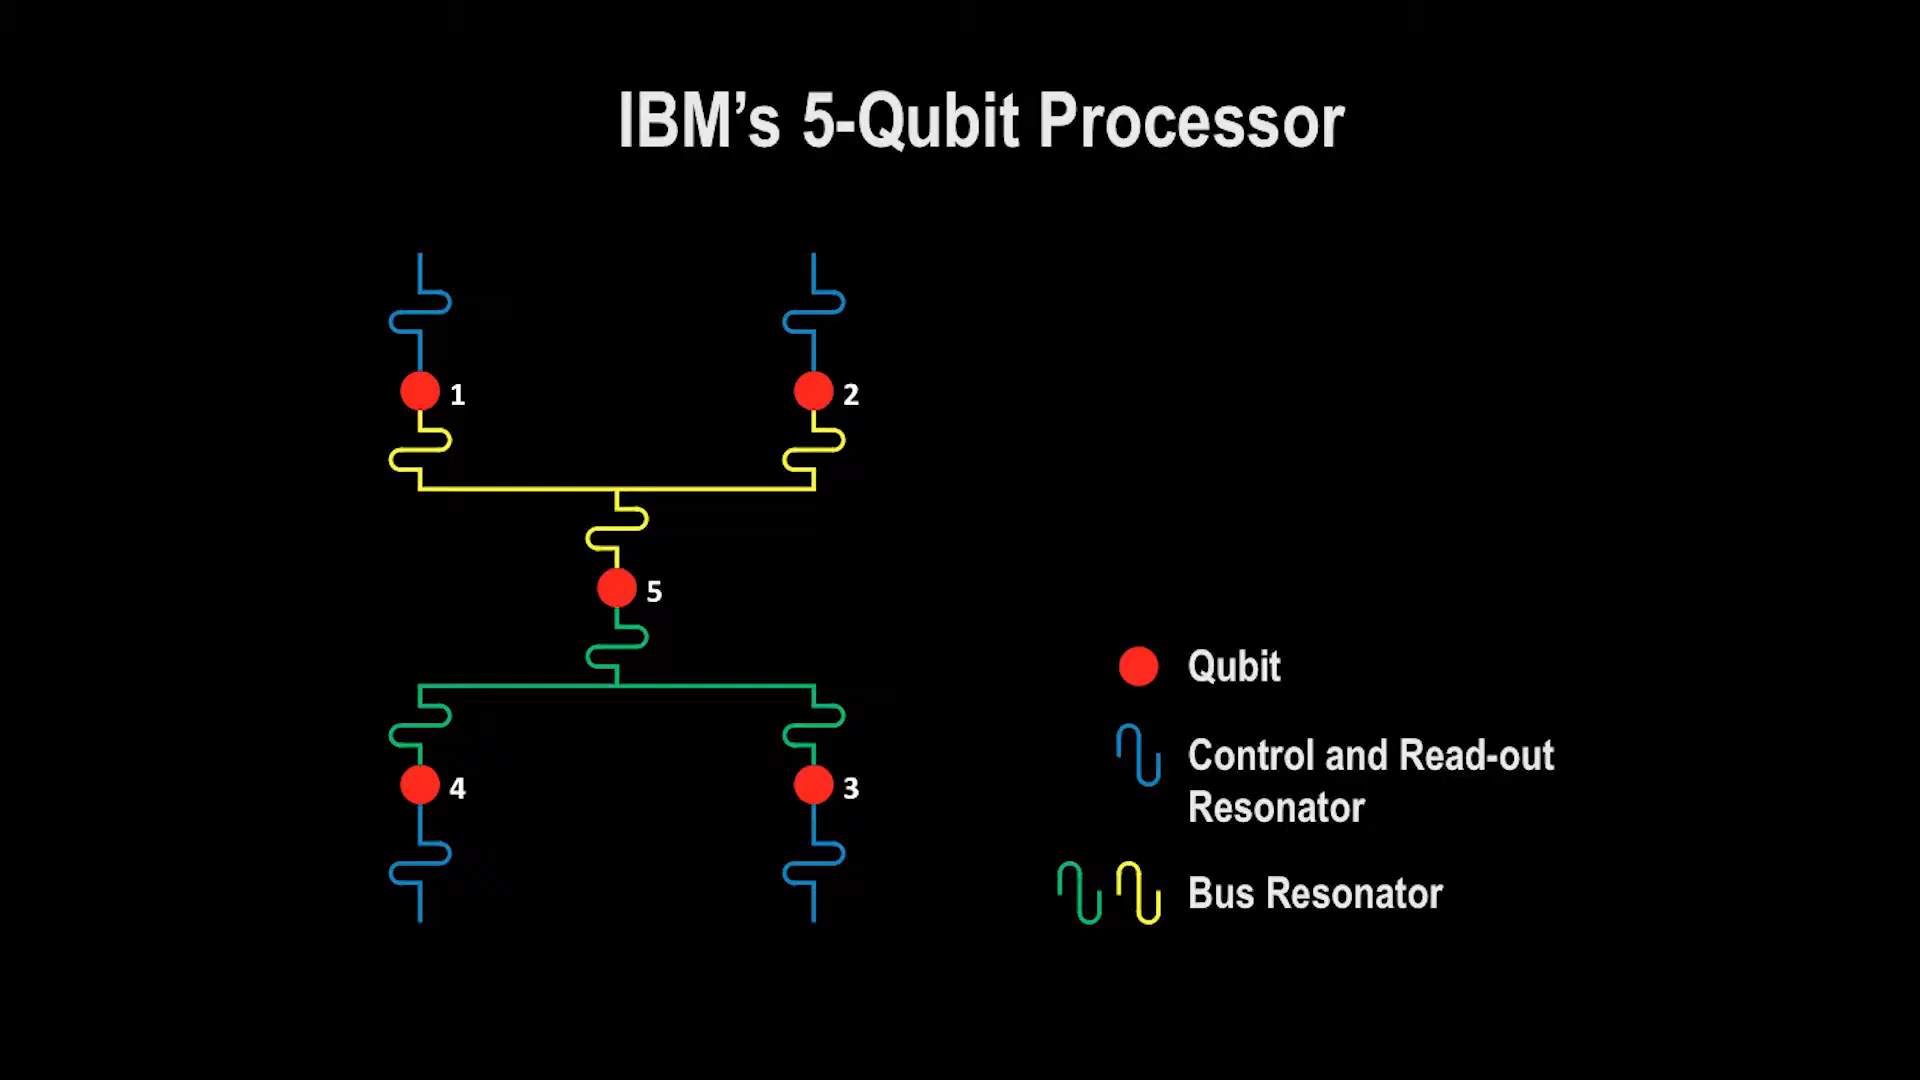 IBM’s 5-Qubit Processor
1
2
5
4
3
Qubit
Control and Read-out
Resonator
Bus Resonator